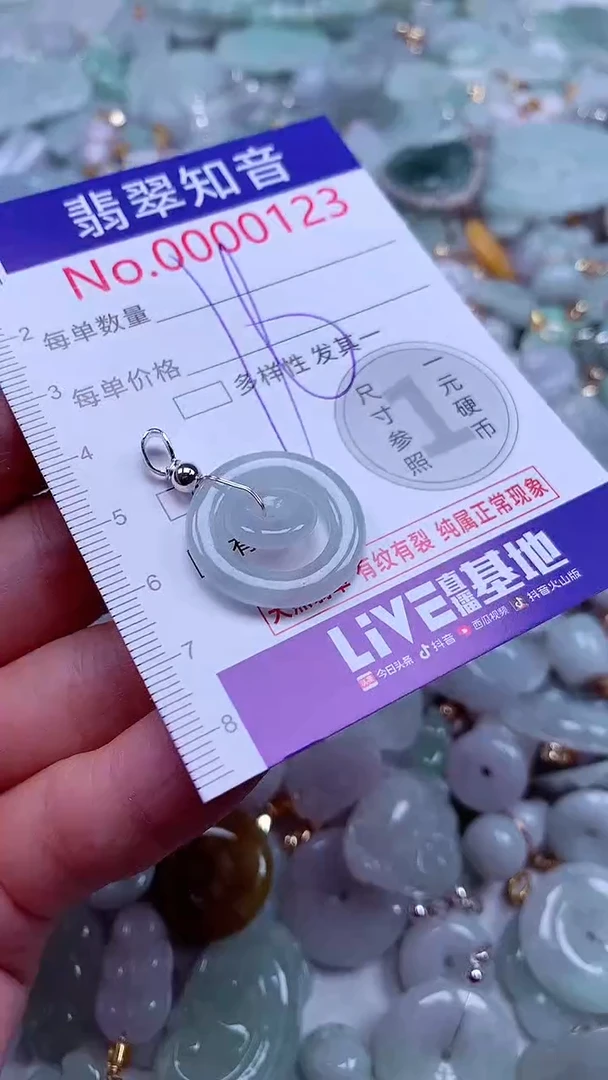 翡翠知音
No.0000123
每单数量
每单价格
多样性 发其一
尺寸参照
一元硬币
1
2
3
4
5
6
7
8
有纹有裂 纯属正常现象
LiVE直播基地
今日头条 抖音 西瓜视频 抖音火山版